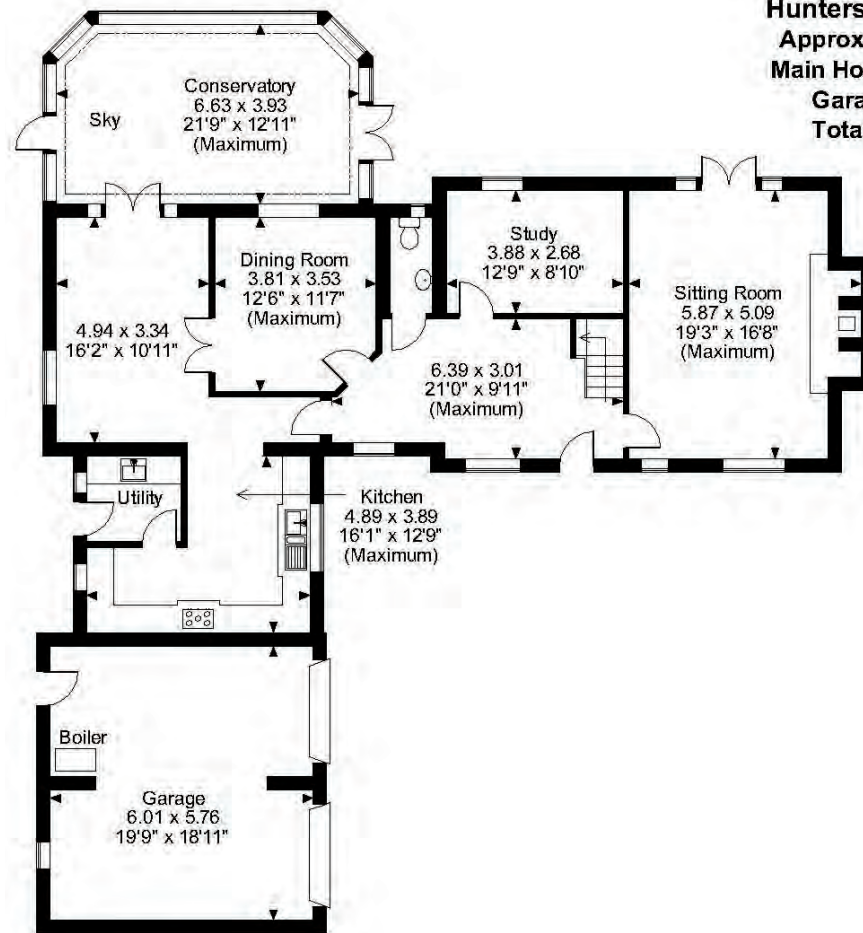 Hunters
Approx
Main Ho
Gara
Tota
Conservatory
6.63 x 3.93
21'9" x 12'11"
(Maximum)
Sky
Dining Room
3.81 x 3.53
12'6" x 11'7"
(Maximum)
Study
3.88 x 2.68
12'9" x 8'10"
Sitting Room
5.87 x 5.09
19'3" x 16'8"
(Maximum)
4.94 x 3.34
16'2" x 10'11"
6.39 x 3.01
21'0" x 9'11"
(Maximum)
Utility
Kitchen
4.89 x 3.89
16'1" x 12'9"
(Maximum)
Boiler
Garage
6.01 x 5.76
19'9" x 18'11"